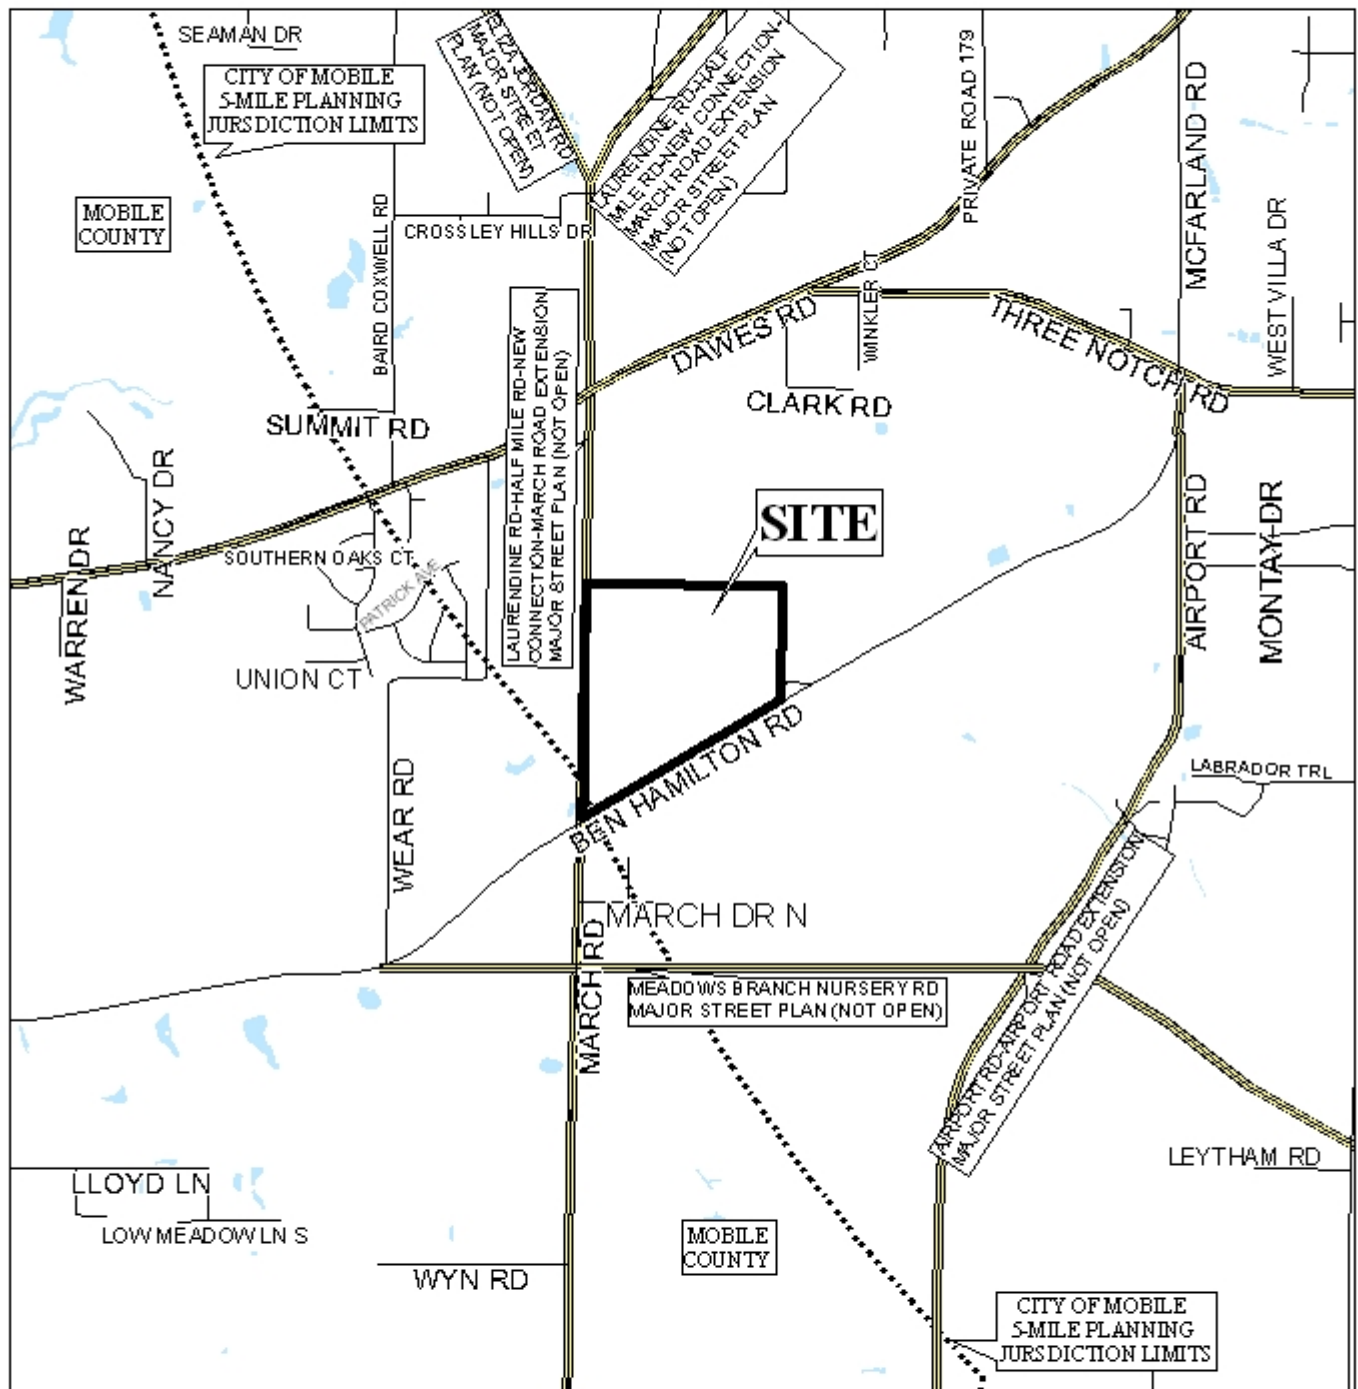 SEAMAN DR
CITY OF MOBILE
5-MILE PLANNING
JURSDICTION LIMITS
ELIZA JORDAN RD
MAJOR STREET
PLAN (NOT OPEN)
LAURENDINE RD-HALF
MILE RD-NEW CONNECTION-
MARCH ROAD EXTENSION
MAJOR STREET PLAN
(NOT OPEN)
PRIVATE ROAD 179
MCFARLAND RD
MOBILE
COUNTY
BAIRD COXWELL RD
CROSSLEY HILLS DR
WEST VILLA DR
WINKLER CT
DAWES RD
THREE NOTCH RD
LAURENDINE RD-HALF MILE RD-NEW
CONNECTION-MARCH ROAD EXTENSION
MAJOR STREET PLAN (NOT OPEN)
CLARK RD
SUMMIT RD
NANCY DR
WARREN DR
SITE
SOUTHERN OAKS CT
PATRICK AVE
AIRPORT RD
MONTAY-DR
UNION CT
BEN HAMILTON RD
WEAR RD
LABRADOR TRL
MARCH DR N
MARCH RD
AIRPORT RD-AIRPORT ROAD EXTENSION
MAJOR STREET PLAN (NOT OPEN)
MEADOWS BRANCH NURSERY RD
MAJOR STREET PLAN (NOT OPEN)
LEYTHAM RD
LLOYD LN
LOW MEADOW LN S
MOBILE
COUNTY
WYN RD
CITY OF MOBILE
5-MILE PLANNING
JURSDICTION LIMITS